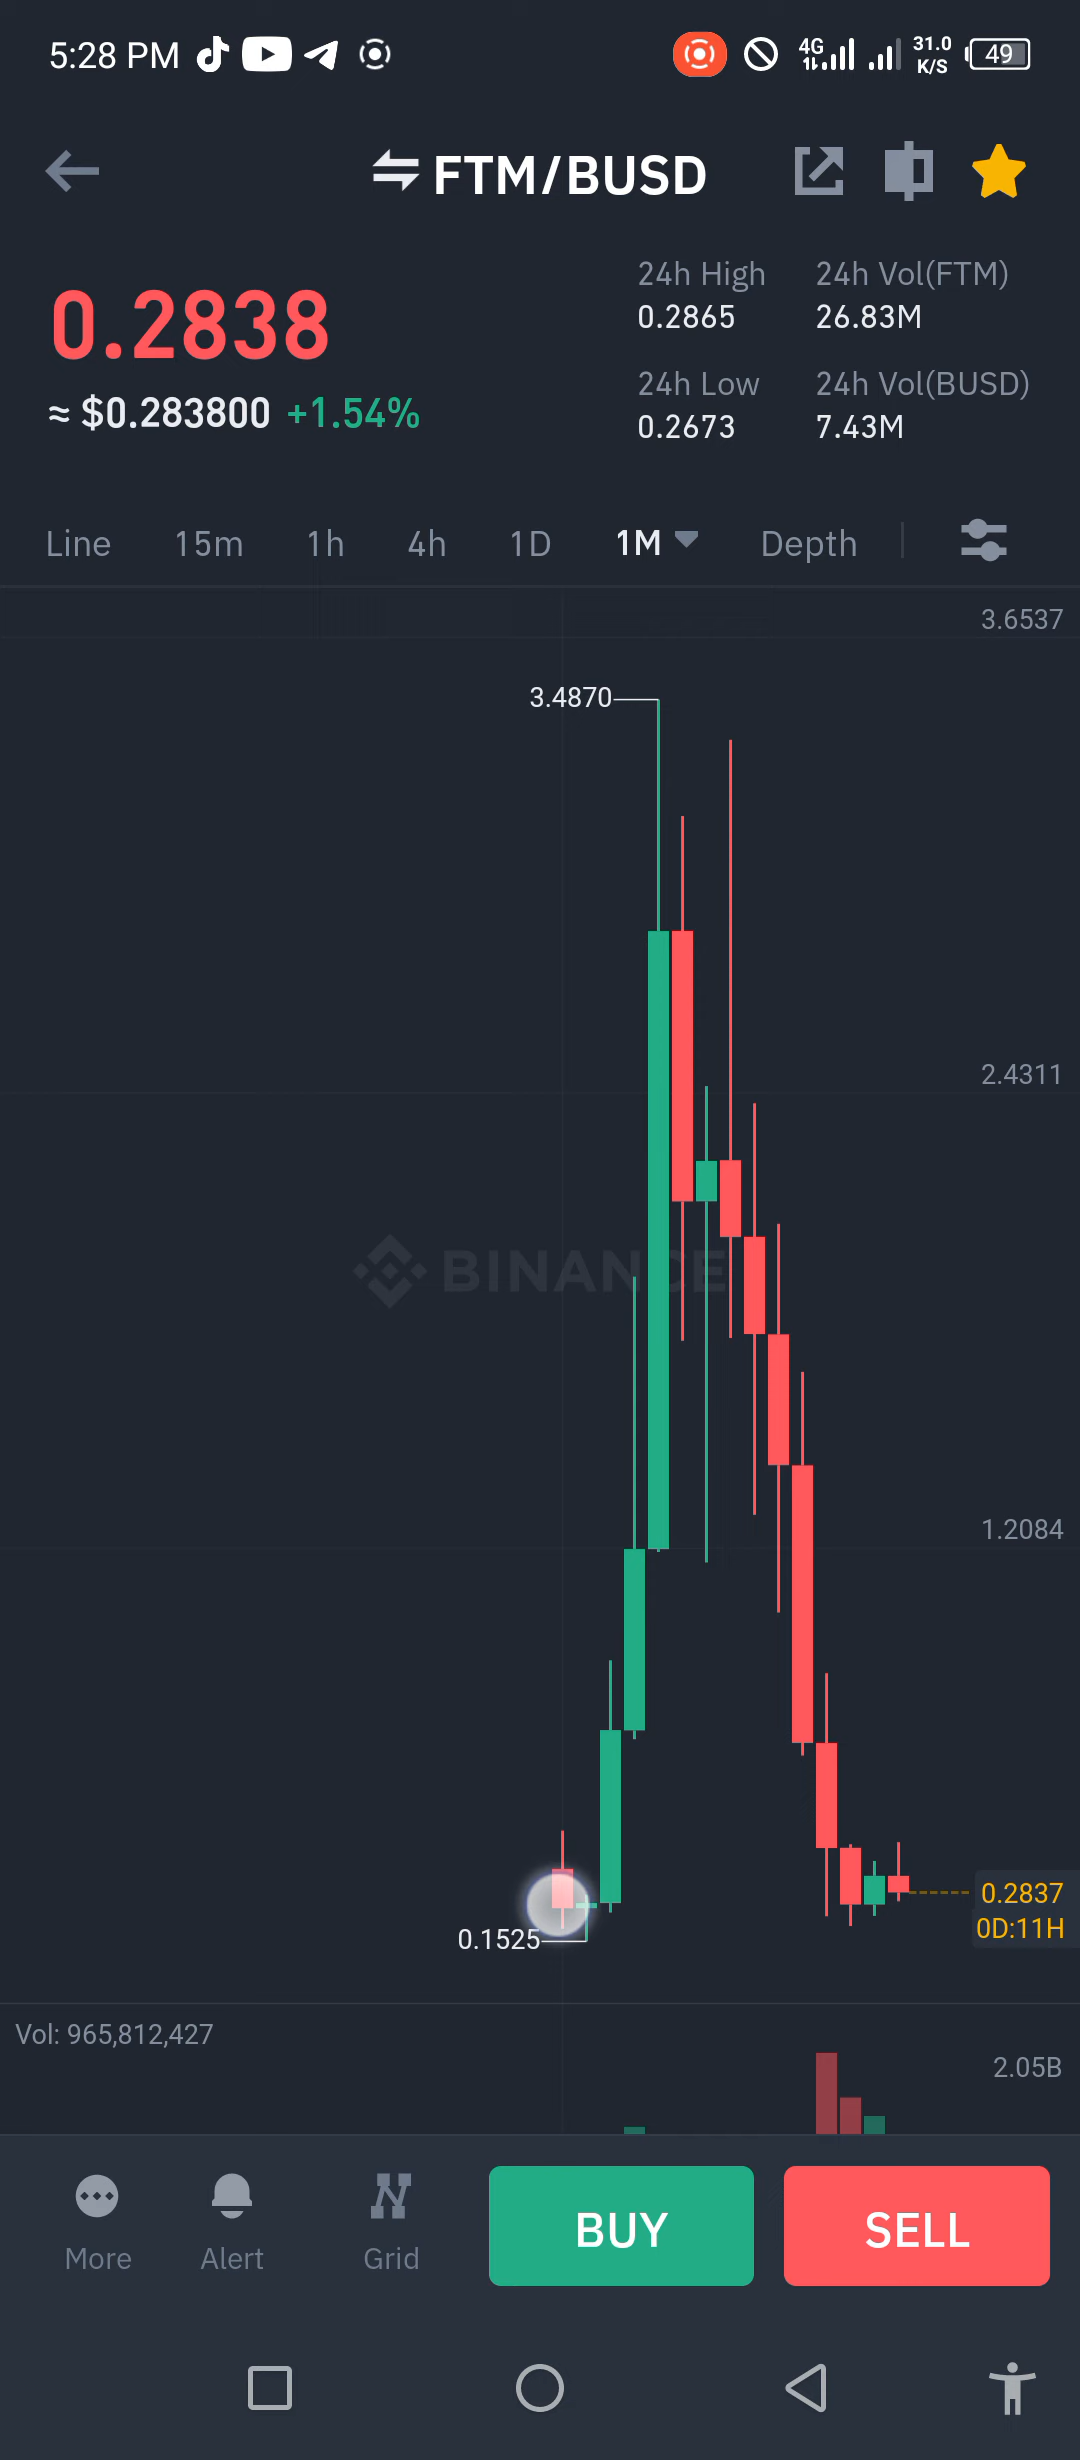 5:28 PM 4G 31.0 K/S 49
FTM/BUSD
0.2838
≈ $0.283800 +1.54%
24h High
0.2865
24h Vol(FTM)
26.83M
24h Low
0.2673
24h Vol(BUSD)
7.43M
Line 15m 1h 4h 1D 1M Depth
3.6537
3.4870
2.4311
BINANCE
1.2084
0.2837
0D:11H
0.1525
Vol: 965,812,427
2.05B
More Alert Grid BUY SELL